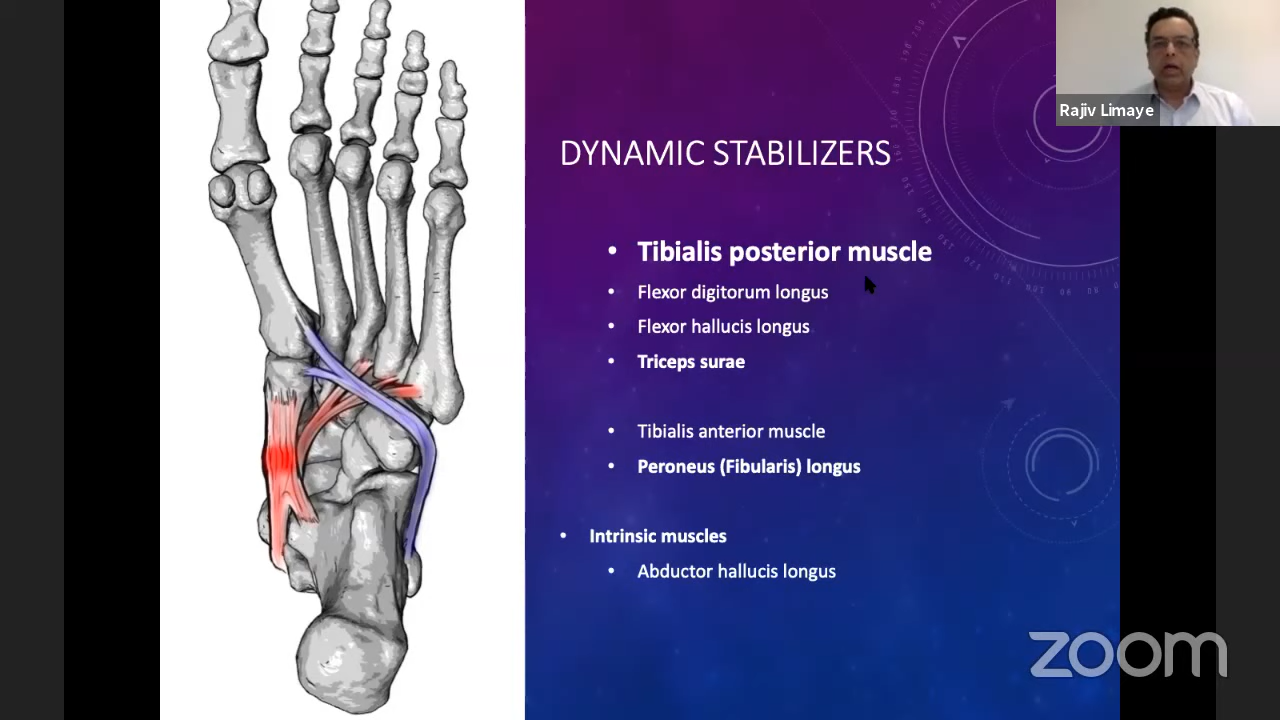 Rajiv Limaye
DYNAMIC STABILIZERS
• Tibialis posterior muscle
• Flexor digitorum longus
• Flexor hallucis longus
• Triceps surae
• Tibialis anterior muscle
• Peroneus (Fibularis) longus
• Intrinsic muscles
• Abductor hallucis longus
zoom